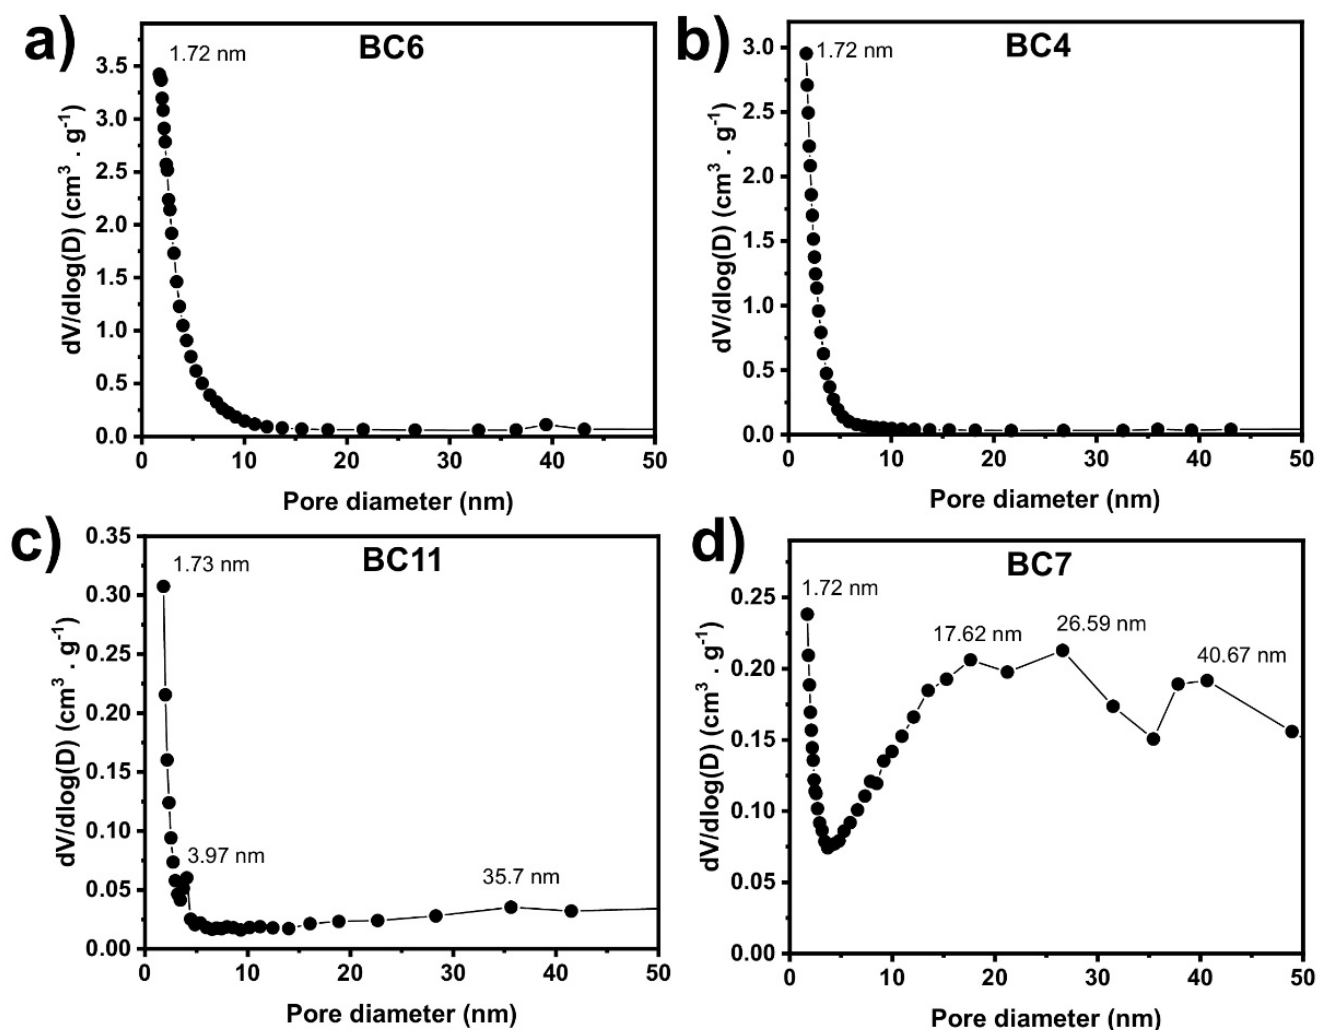 a)
BC6
1.72 nm
dV/dlog(D) (cm³ . g⁻¹)
3.5
3.0
2.5
2.0
1.5
1.0
0.5
0.0
0 10 20 30 40 50
Pore diameter (nm)
b)
BC4
1.72 nm
dV/dlog(D) (cm³ . g⁻¹)
3.0
2.5
2.0
1.5
1.0
0.5
0.0
0 10 20 30 40 50
Pore diameter (nm)
c)
BC11
1.73 nm
3.97 nm
35.7 nm
dV/dlog(D) (cm³ . g⁻¹)
0.35
0.30
0.25
0.20
0.15
0.10
0.05
0.00
0 10 20 30 40 50
Pore diameter (nm)
d)
BC7
1.72 nm
17.62 nm
26.59 nm
40.67 nm
dV/dlog(D) (cm³ . g⁻¹)
0.25
0.20
0.15
0.10
0.05
0.00
0 10 20 30 40 50
Pore diameter (nm)